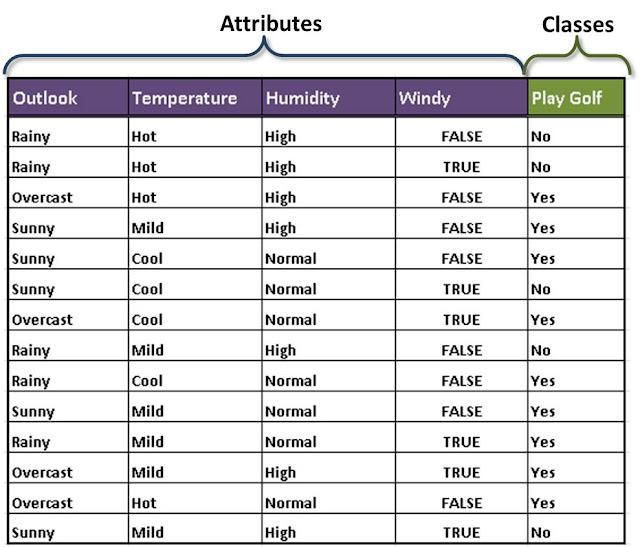 Attributes Classes
Outlook Temperature Humidity Windy Play Golf
Rainy Hot High FALSE No
Rainy Hot High TRUE No
Overcast Hot High FALSE Yes
Sunny Mild High FALSE Yes
Sunny Cool Normal FALSE Yes
Sunny Cool Normal TRUE No
Overcast Cool Normal TRUE Yes
Rainy Mild High FALSE No
Rainy Cool Normal FALSE Yes
Sunny Mild Normal FALSE Yes
Rainy Mild Normal TRUE Yes
Overcast Mild High TRUE Yes
Overcast Hot Normal FALSE Yes
Sunny Mild High TRUE No